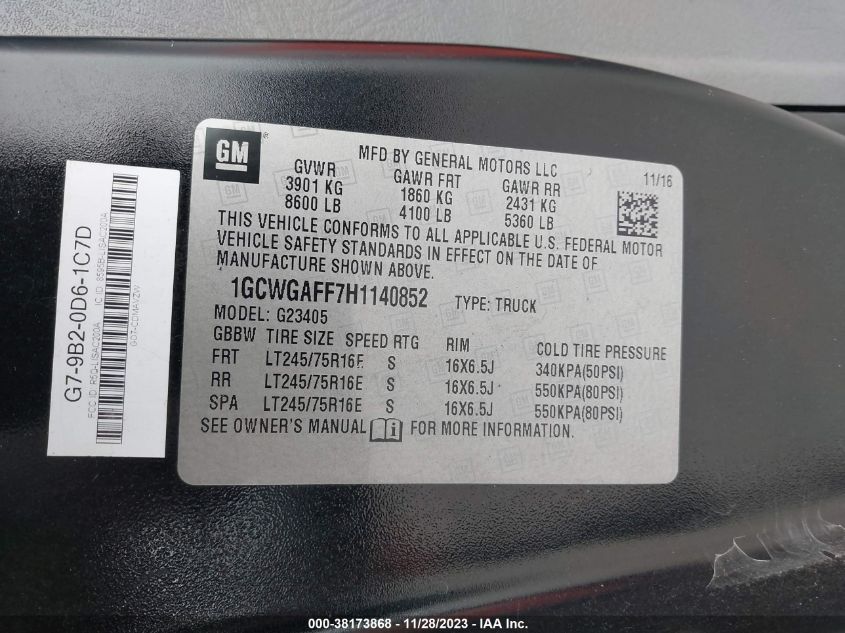 GM
MFD BY GENERAL MOTORS LLC
11/16
GVWR GAWR FRT GAWR RR
3901 KG 1860 KG 2431 KG
8600 LB 4100 LB 5360 LB
THIS VEHICLE CONFORMS TO ALL APPLICABLE U.S. FEDERAL MOTOR
VEHICLE SAFETY STANDARDS IN EFFECT ON THE DATE OF
MANUFACTURE SHOWN ABOVE.
1GCWGAFF7H1140852 TYPE: TRUCK
MODEL: G23405
GBBW TIRE SIZE SPEED RTG RIM COLD TIRE PRESSURE
FRT LT245/75R16E S 16X6.5J 340KPA(50PSI)
RR LT245/75R16E S 16X6.5J 550KPA(80PSI)
SPA LT245/75R16E S 16X6.5J 550KPA(80PSI)
SEE OWNER'S MANUAL i FOR MORE INFORMATION.
G7-9B2-0D6-1C7D
000-38173868 - 11/28/2023 - IAA Inc.